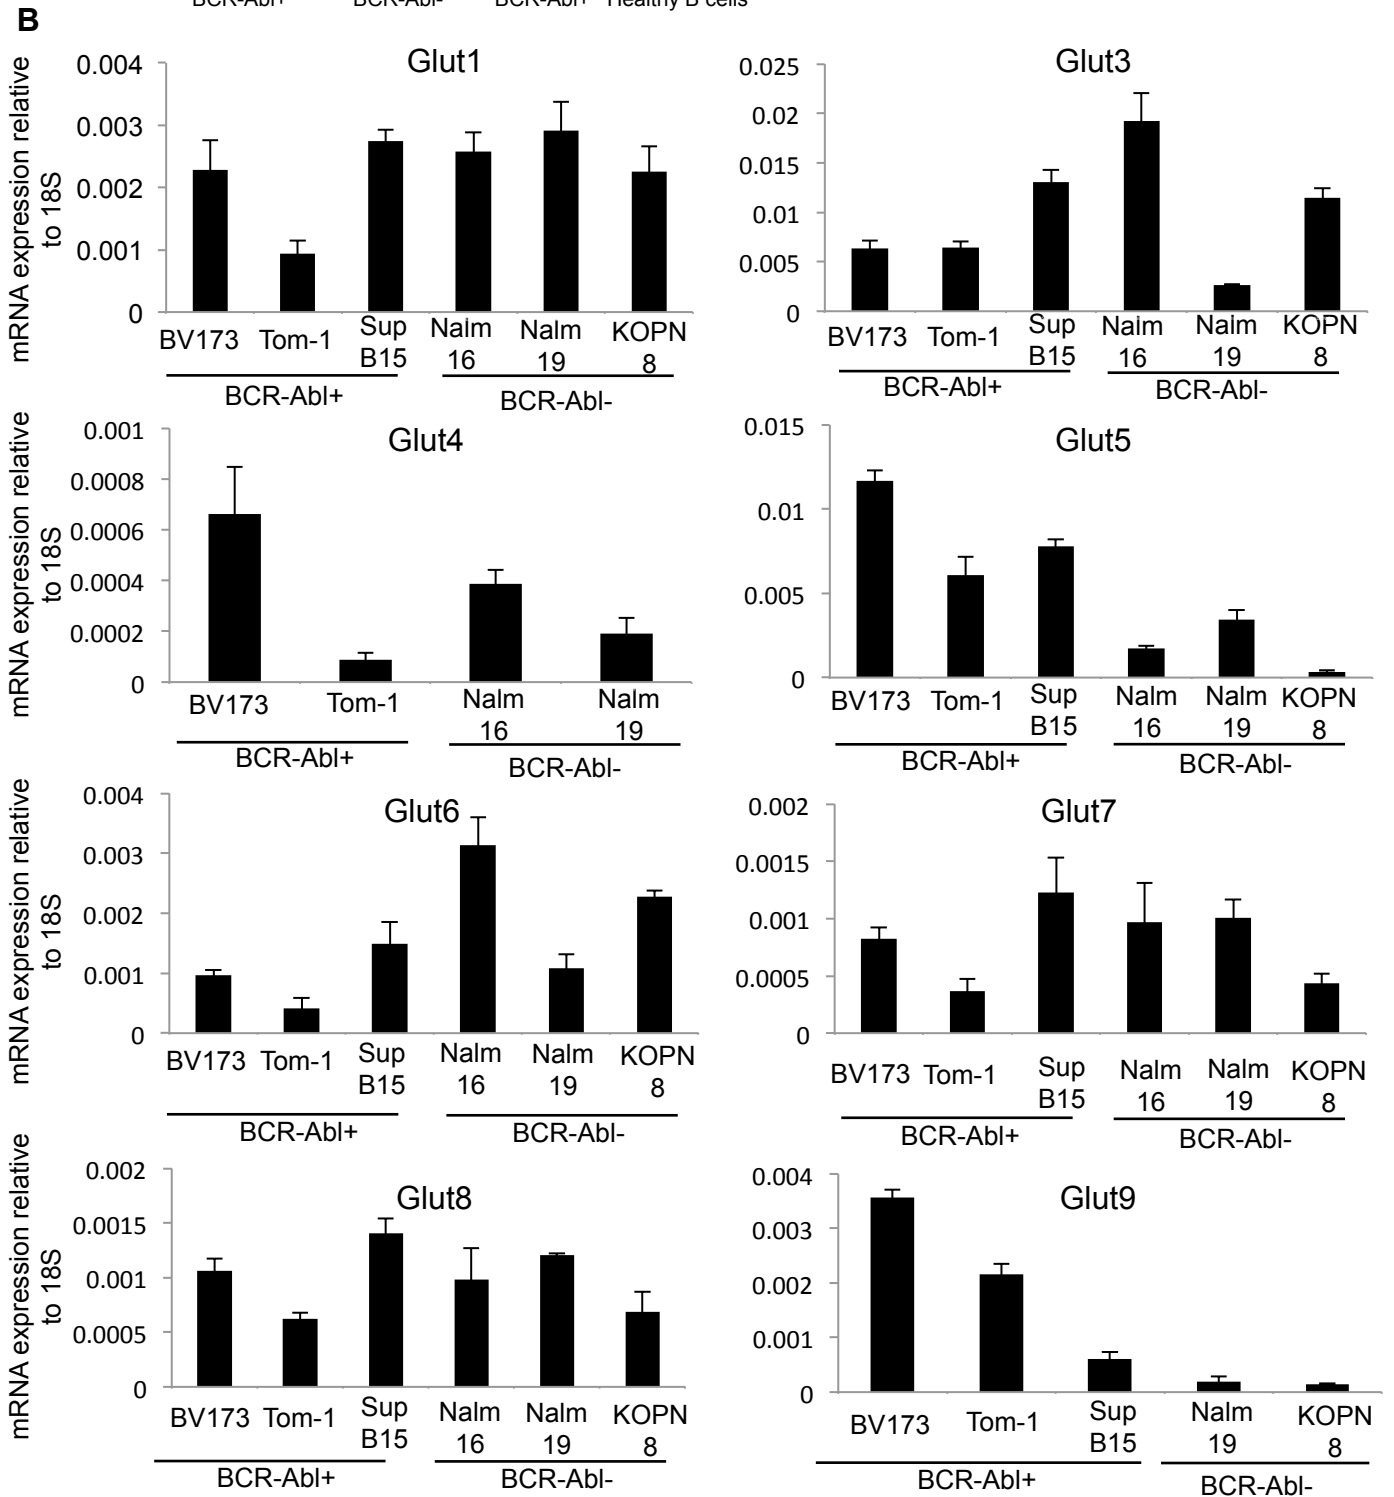 BCR-Abl+ BCR-Abl- BCR-Abl+ Healthy B cells
B
Glut1
mRNA expression relative
to 18S
0.004
0.003
0.002
0.001
0
BV173 Tom-1 Sup Nalm Nalm KOPN
B15 16 19 8
BCR-Abl+ BCR-Abl-
Glut3
0.025
0.02
0.015
0.01
0.005
0
BV173 Tom-1 Sup Nalm Nalm KOPN
B15 16 19 8
BCR-Abl+ BCR-Abl-
Glut4
mRNA expression relative
to 18S
0.001
0.0008
0.0006
0.0004
0.0002
0
BV173 Tom-1 Nalm Nalm
16 19
BCR-Abl+ BCR-Abl-
Glut5
0.015
0.01
0.005
0
BV173 Tom-1 Sup Nalm Nalm KOPN
B15 16 19 8
BCR-Abl+ BCR-Abl-
Glut6
mRNA expression relative
to 18S
0.004
0.003
0.002
0.001
0
BV173 Tom-1 Sup Nalm Nalm KOPN
B15 16 19 8
BCR-Abl+ BCR-Abl-
Glut7
0.002
0.0015
0.001
0.0005
0
BV173 Tom-1 Sup Nalm Nalm KOPN
B15 16 19 8
BCR-Abl+ BCR-Abl-
Glut8
mRNA expression relative
to 18S
0.002
0.0015
0.001
0.0005
0
BV173 Tom-1 Sup Nalm Nalm KOPN
B15 16 19 8
BCR-Abl+ BCR-Abl-
Glut9
0.004
0.003
0.002
0.001
0
BV173 Tom-1 Sup Nalm KOPN
B15 19 8
BCR-Abl+ BCR-Abl-